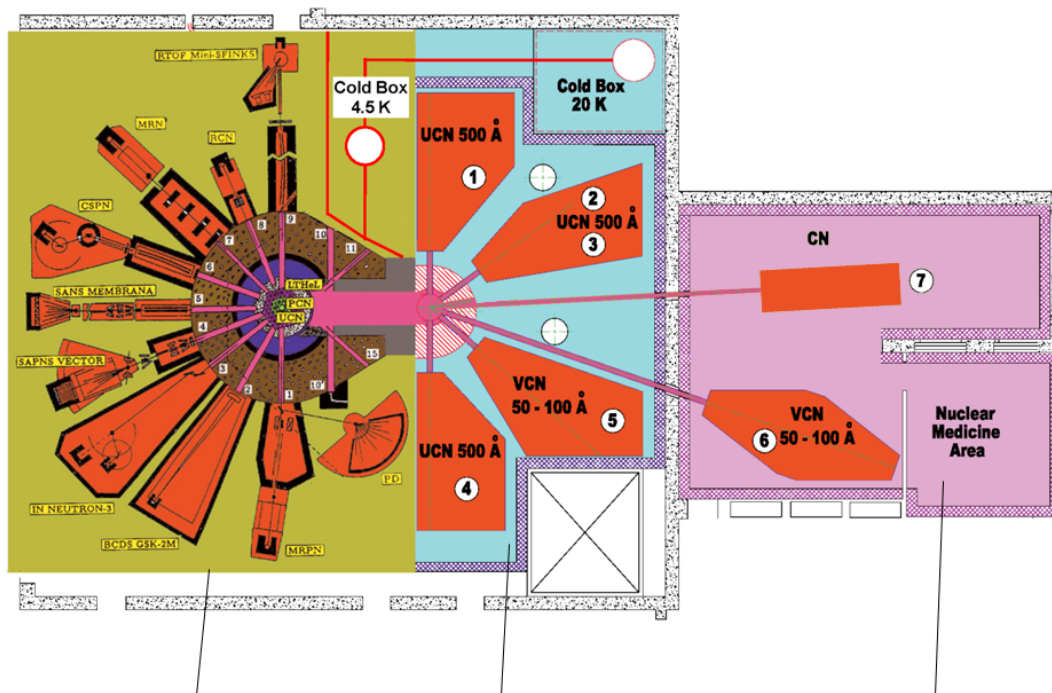 RTOF Mini-SFINKS
MRN
RCN
CSPN
SANS MEMBRANA
SAPNS VECTOR
IN NEUTRON-3
BCDS GSK-2M
MRPN
PD
9
10
11
8
7
6
5
4
3
2
1
10'
15
LTHeL
PCN
UCN
Cold Box
4.5 K
Cold Box
20 K
UCN 500 Å
1
2
UCN 500 Å
3
UCN 500 Å
4
VCN
50 - 100 Å
5
CN
7
VCN
50 - 100 Å
6
Nuclear
Medicine
Area